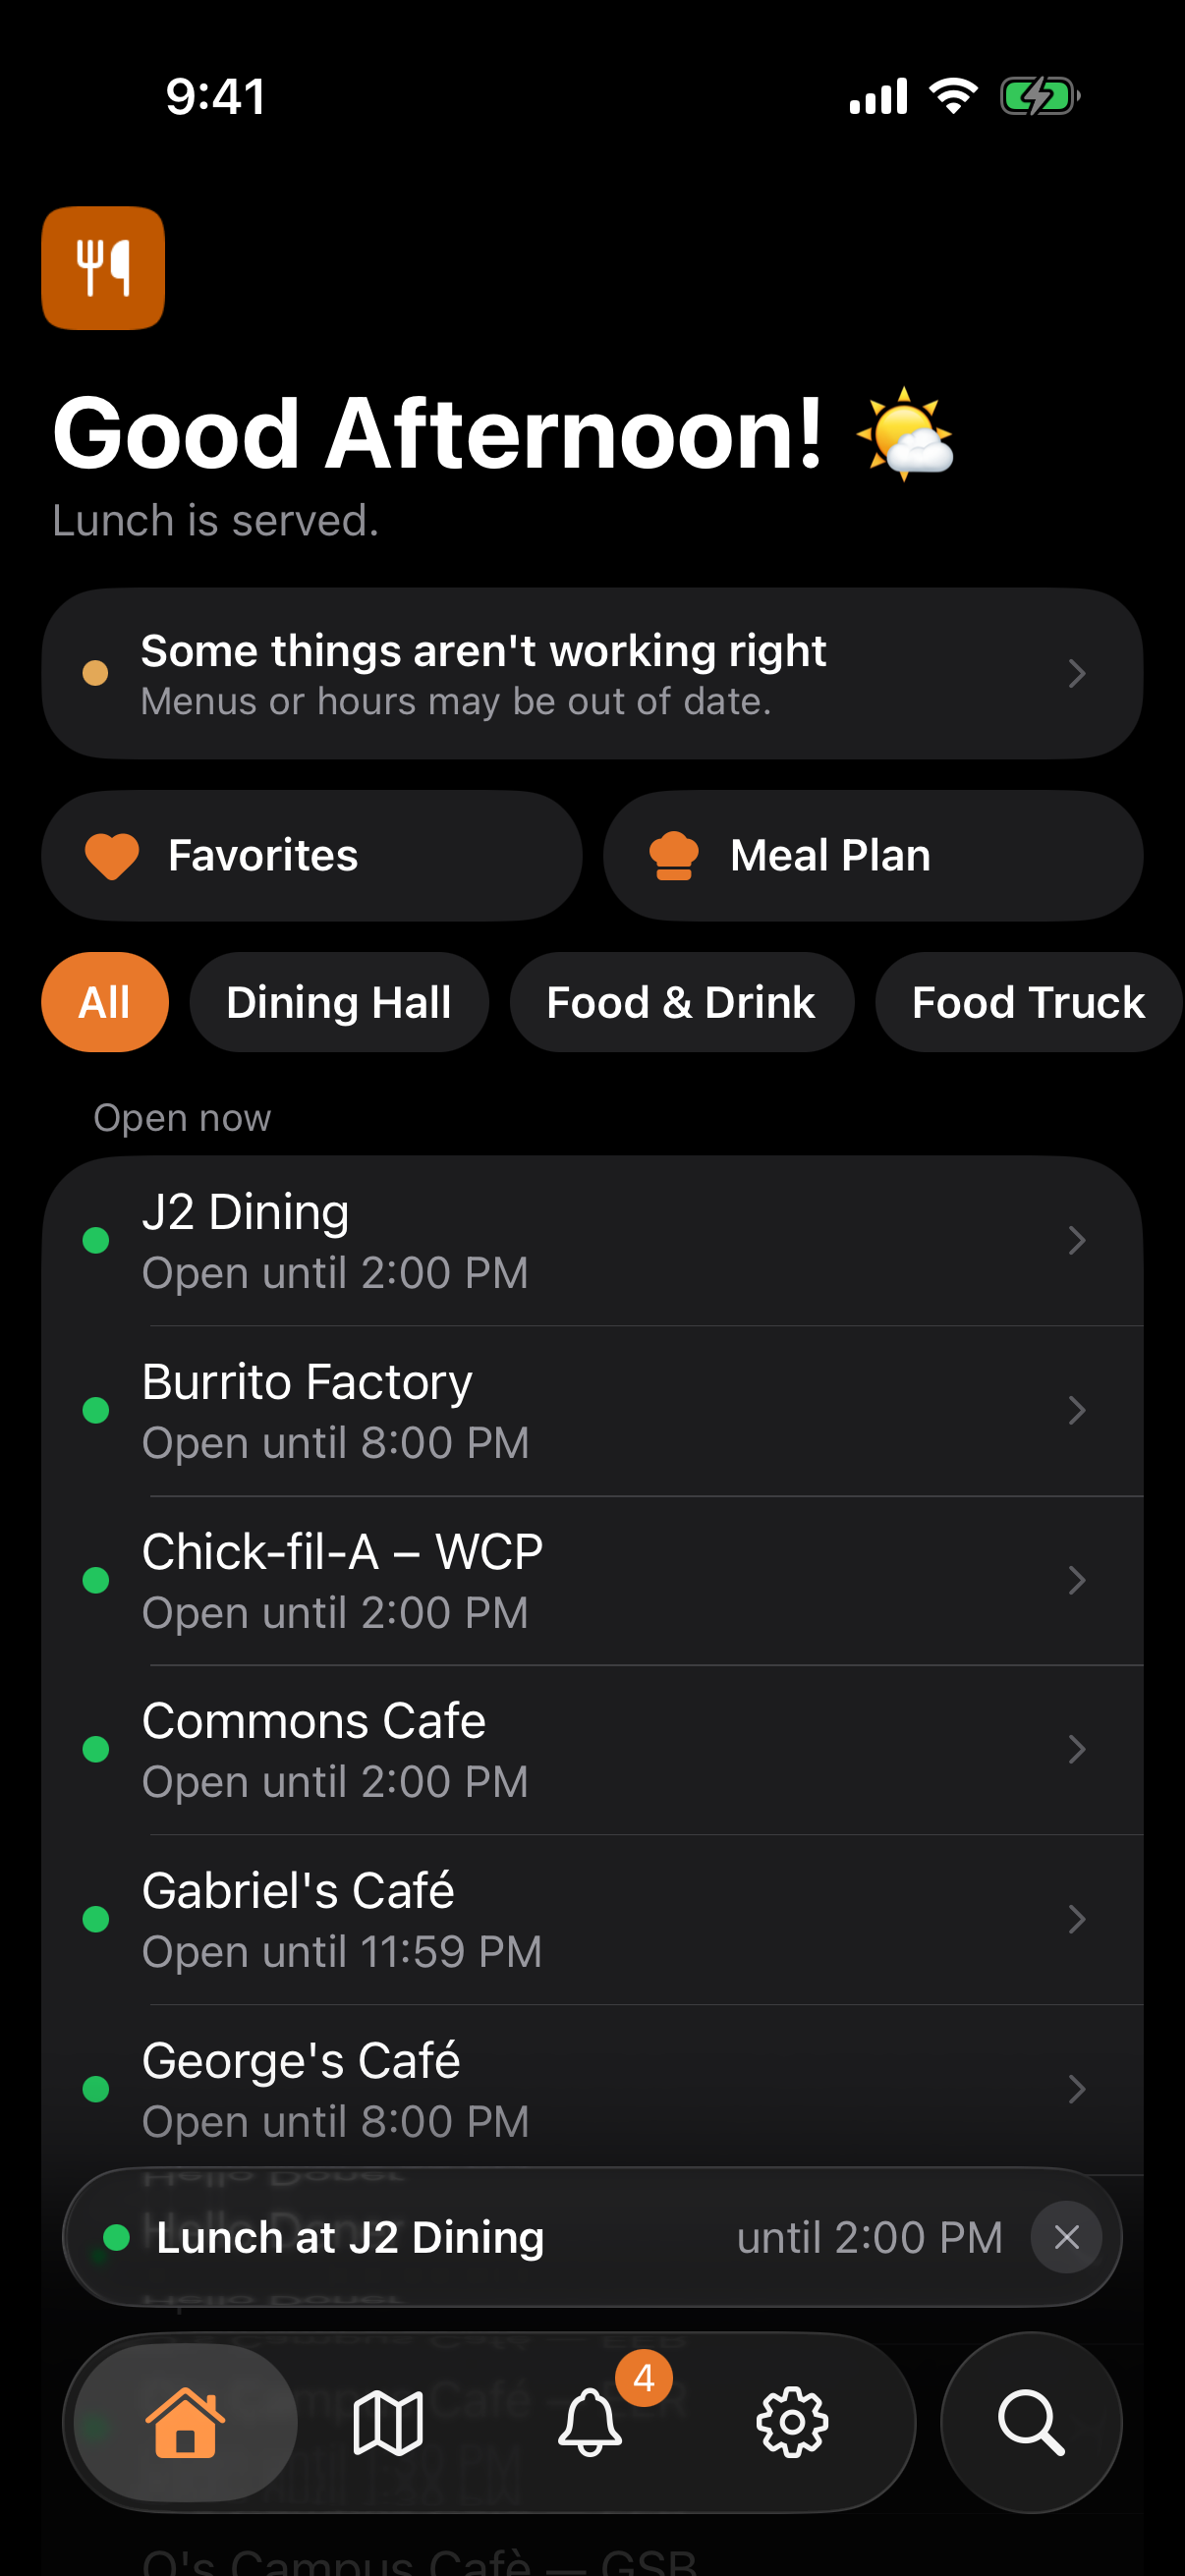 9:41
Good Afternoon! 🌤️
Lunch is served.
Some things aren't working right
Menus or hours may be out of date.
Favorites
Meal Plan
All
Dining Hall
Food & Drink
Food Truck
Open now
J2 Dining
Open until 2:00 PM
Burrito Factory
Open until 8:00 PM
Chick-fil-A – WCP
Open until 2:00 PM
Commons Cafe
Open until 2:00 PM
Gabriel's Café
Open until 11:59 PM
George's Café
Open until 8:00 PM
Lunch at J2 Dining
until 2:00 PM
4
O's Campus Cafè — GSB